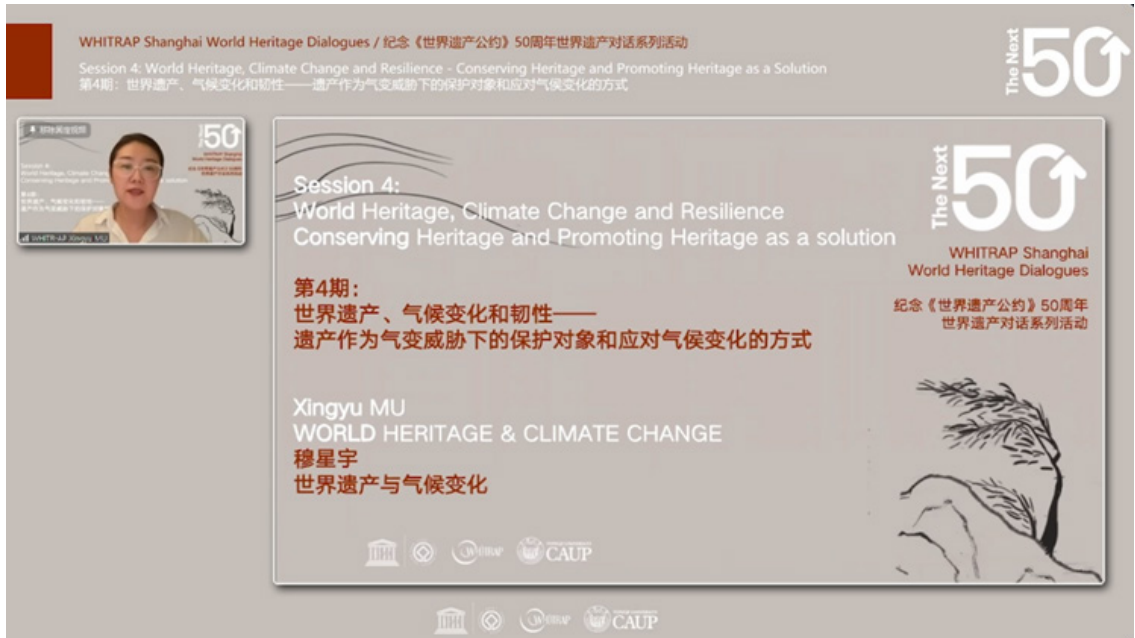 WHITRAP Shanghai World Heritage Dialogues / 纪念《世界遗产公约》50周年世界遗产对话系列活动
Session 4: World Heritage, Climate Change and Resilience - Conserving Heritage and Promoting Heritage as a Solution
第4期：世界遗产、气候变化和韧性——遗产作为气变威胁下的保护对象和应对气侯变化的方式
The Next 50
WHITRAP Xingyu MU
Session 4:
World Heritage, Climate Change and Resilience
Conserving Heritage and Promoting Heritage as a solution
第4期：
世界遗产、气候变化和韧性——
遗产作为气变威胁下的保护对象和应对气侯变化的方式
Xingyu MU
WORLD HERITAGE & CLIMATE CHANGE
穆星宇
世界遗产与气候变化
The Next 50
WHITRAP Shanghai
World Heritage Dialogues
纪念《世界遗产公约》50周年
世界遗产对话系列活动
WHITRAP
CAUP
WHITRAP
CAUP